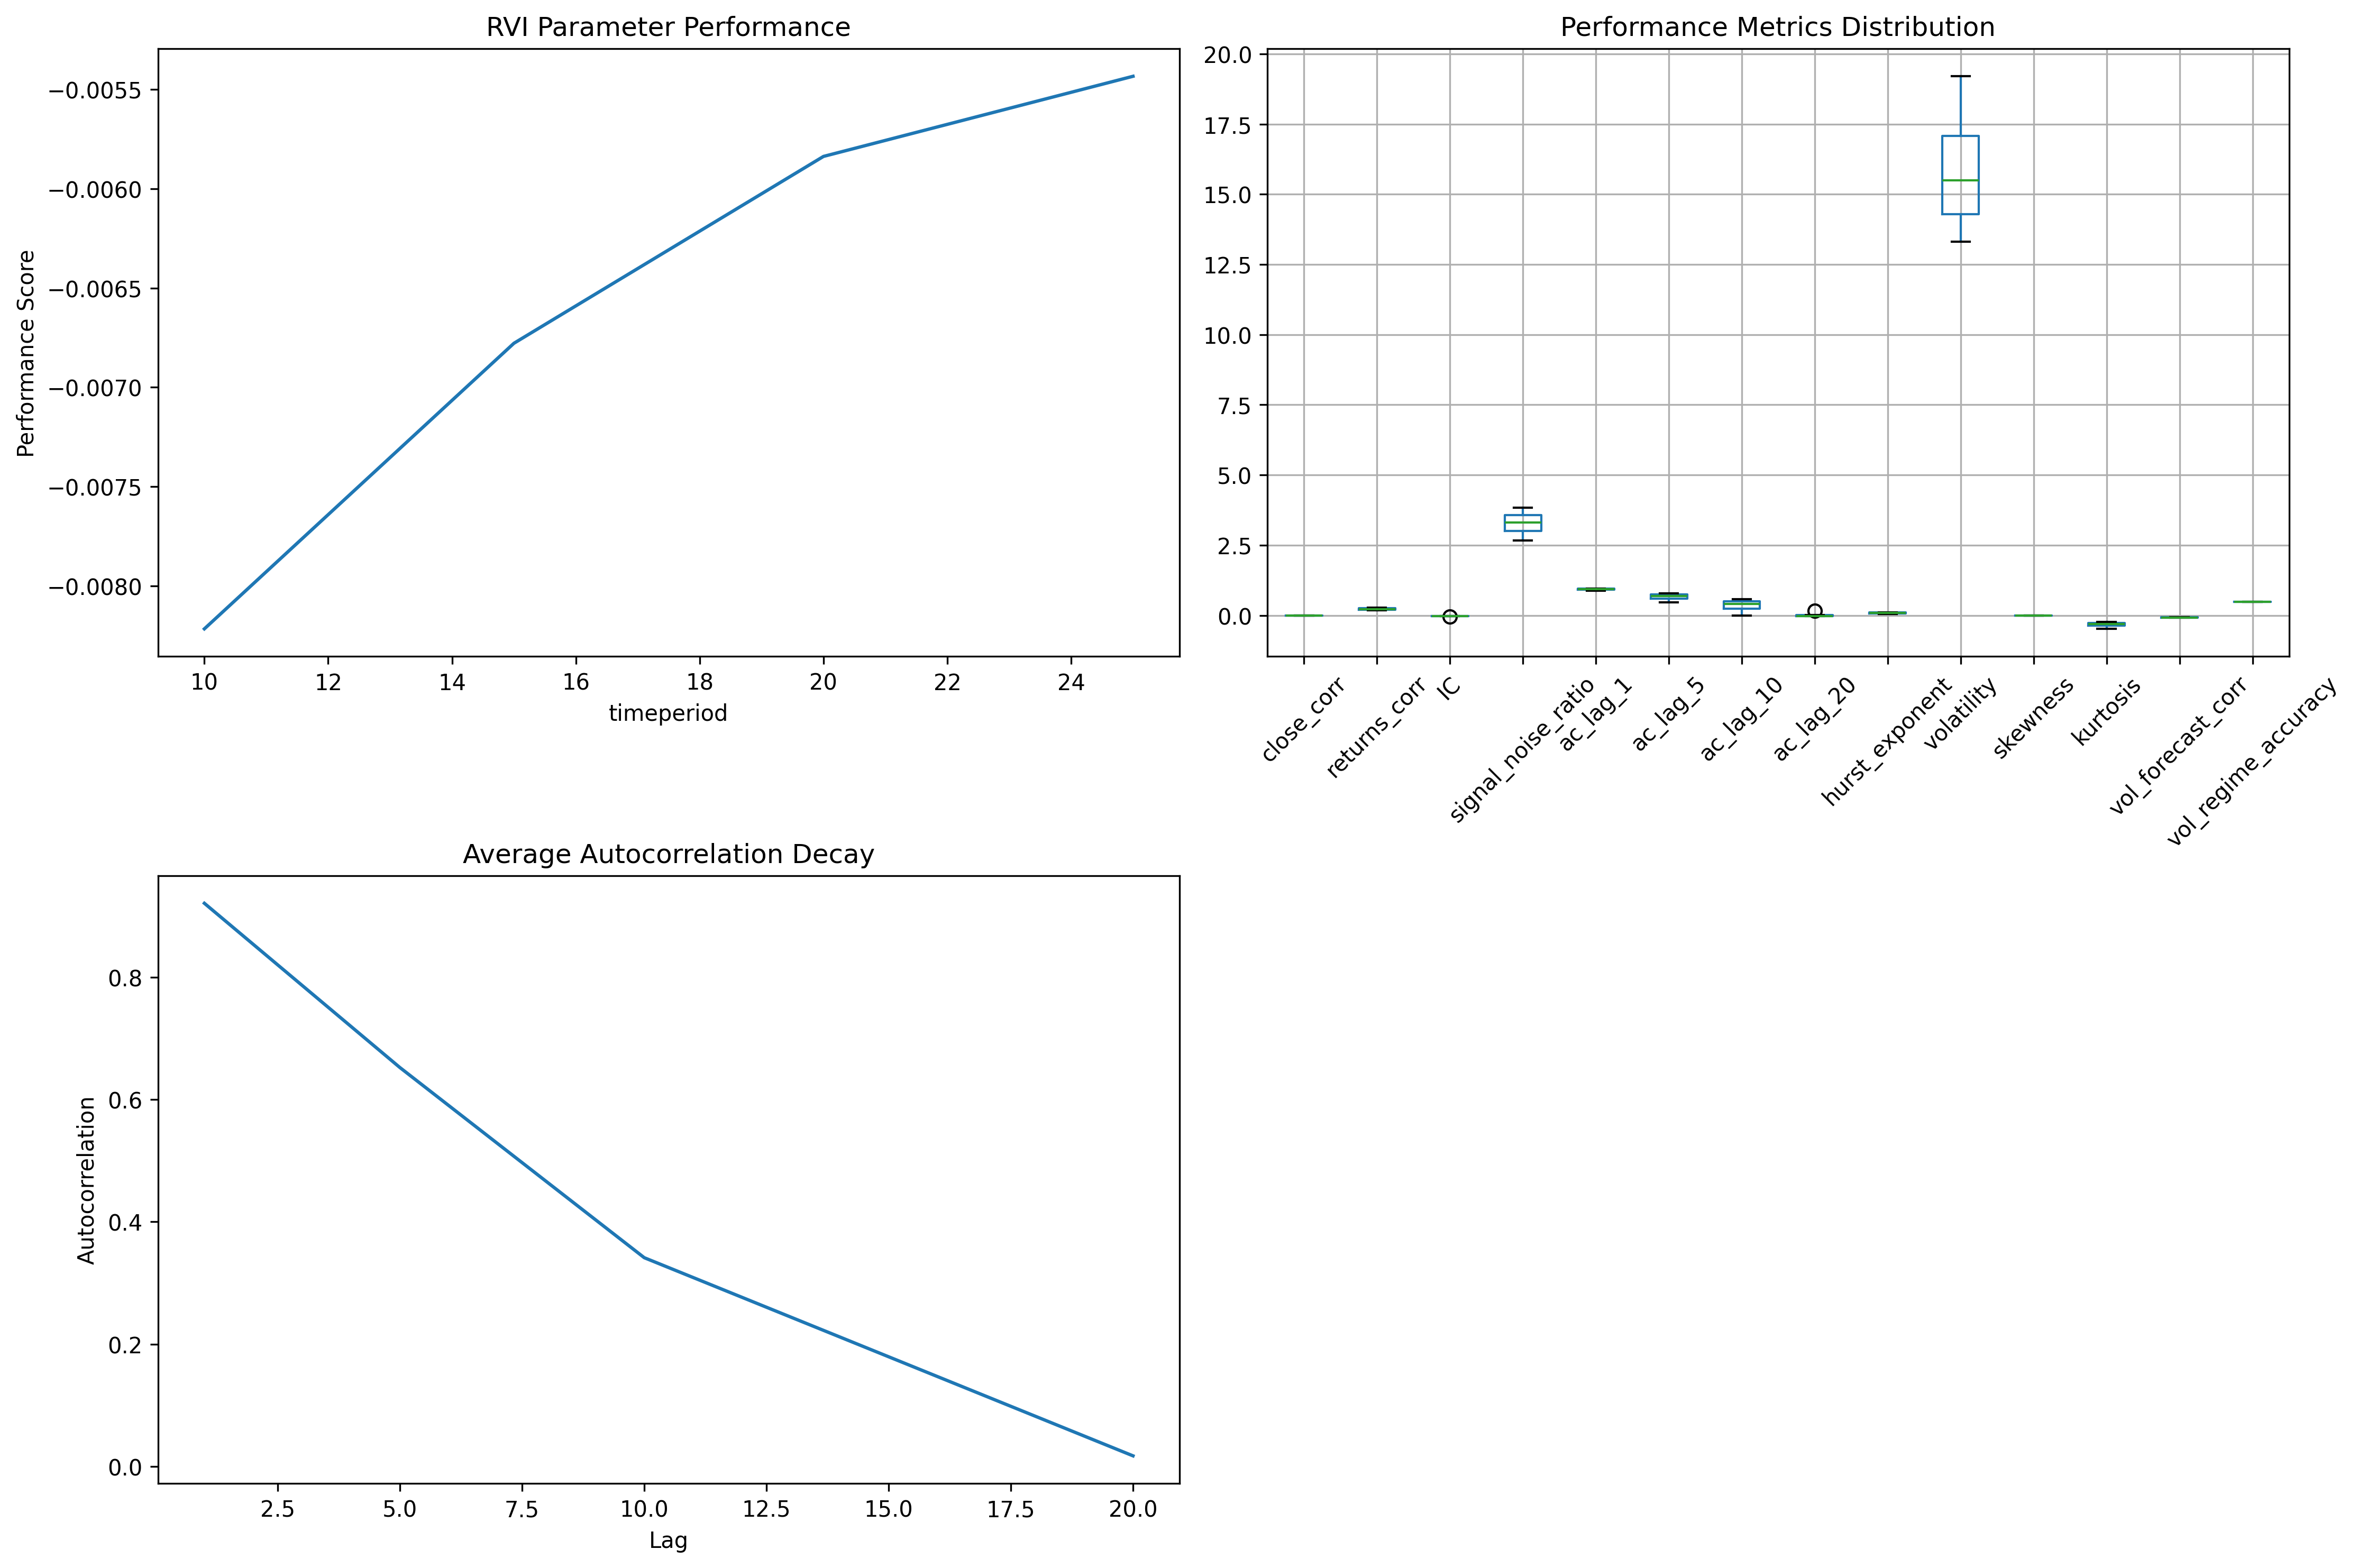 RVI Parameter Performance
−0.0055
−0.0060
−0.0065
−0.0070
−0.0075
−0.0080
Performance Score
10 12 14 16 18 20 22 24
timeperiod
Performance Metrics Distribution
20.0
17.5
15.0
12.5
10.0
7.5
5.0
2.5
0.0
close_corr
returns_corr
IC
signal_noise_ratio
ac_lag_1
ac_lag_5
ac_lag_10
ac_lag_20
hurst_exponent
volatility
skewness
kurtosis
vol_forecast_corr
vol_regime_accuracy
Average Autocorrelation Decay
0.8
0.6
0.4
0.2
0.0
Autocorrelation
2.5 5.0 7.5 10.0 12.5 15.0 17.5 20.0
Lag